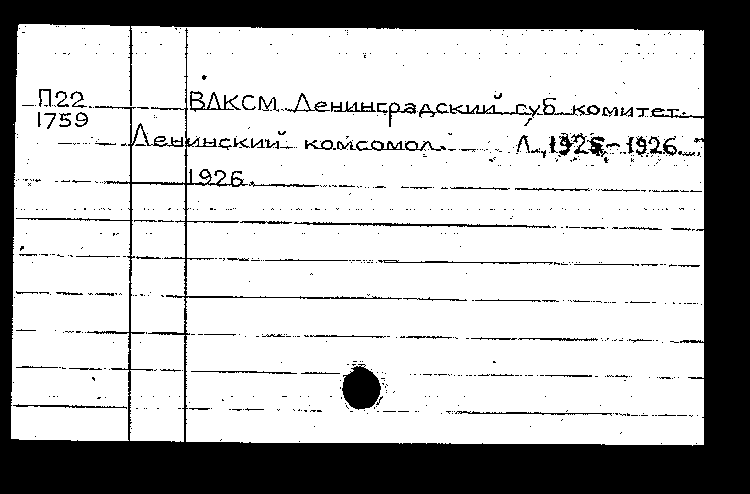 П22 ВЛКСМ Ленинградский губ комитет.
1759
Ленинский комсомол. Л.,1925-1926.
1926.